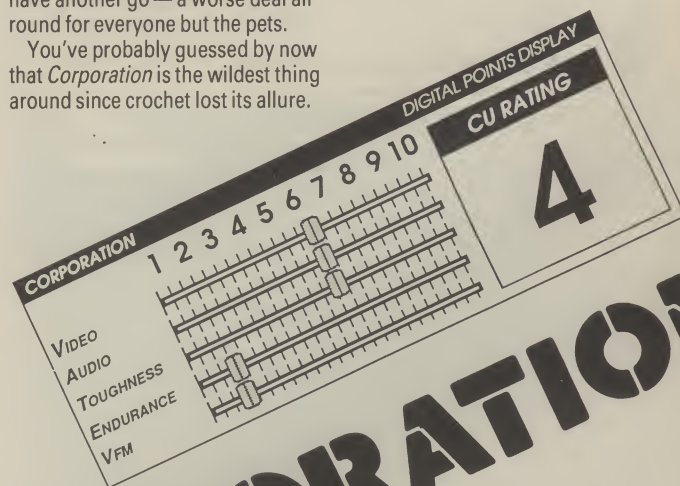 have another go — a worse deal all
round for everyone but the pets.
You've probably guessed by now
that Corporation is the wildest thing
around since crochet lost its allure.
CORPORATION
DIGITAL POINTS DISPLAY
1 2 3 4 5 6 7 8 9 10
VIDEO
AUDIO
TOUGHNESS
ENDURANCE
VFM
CU RATING
4